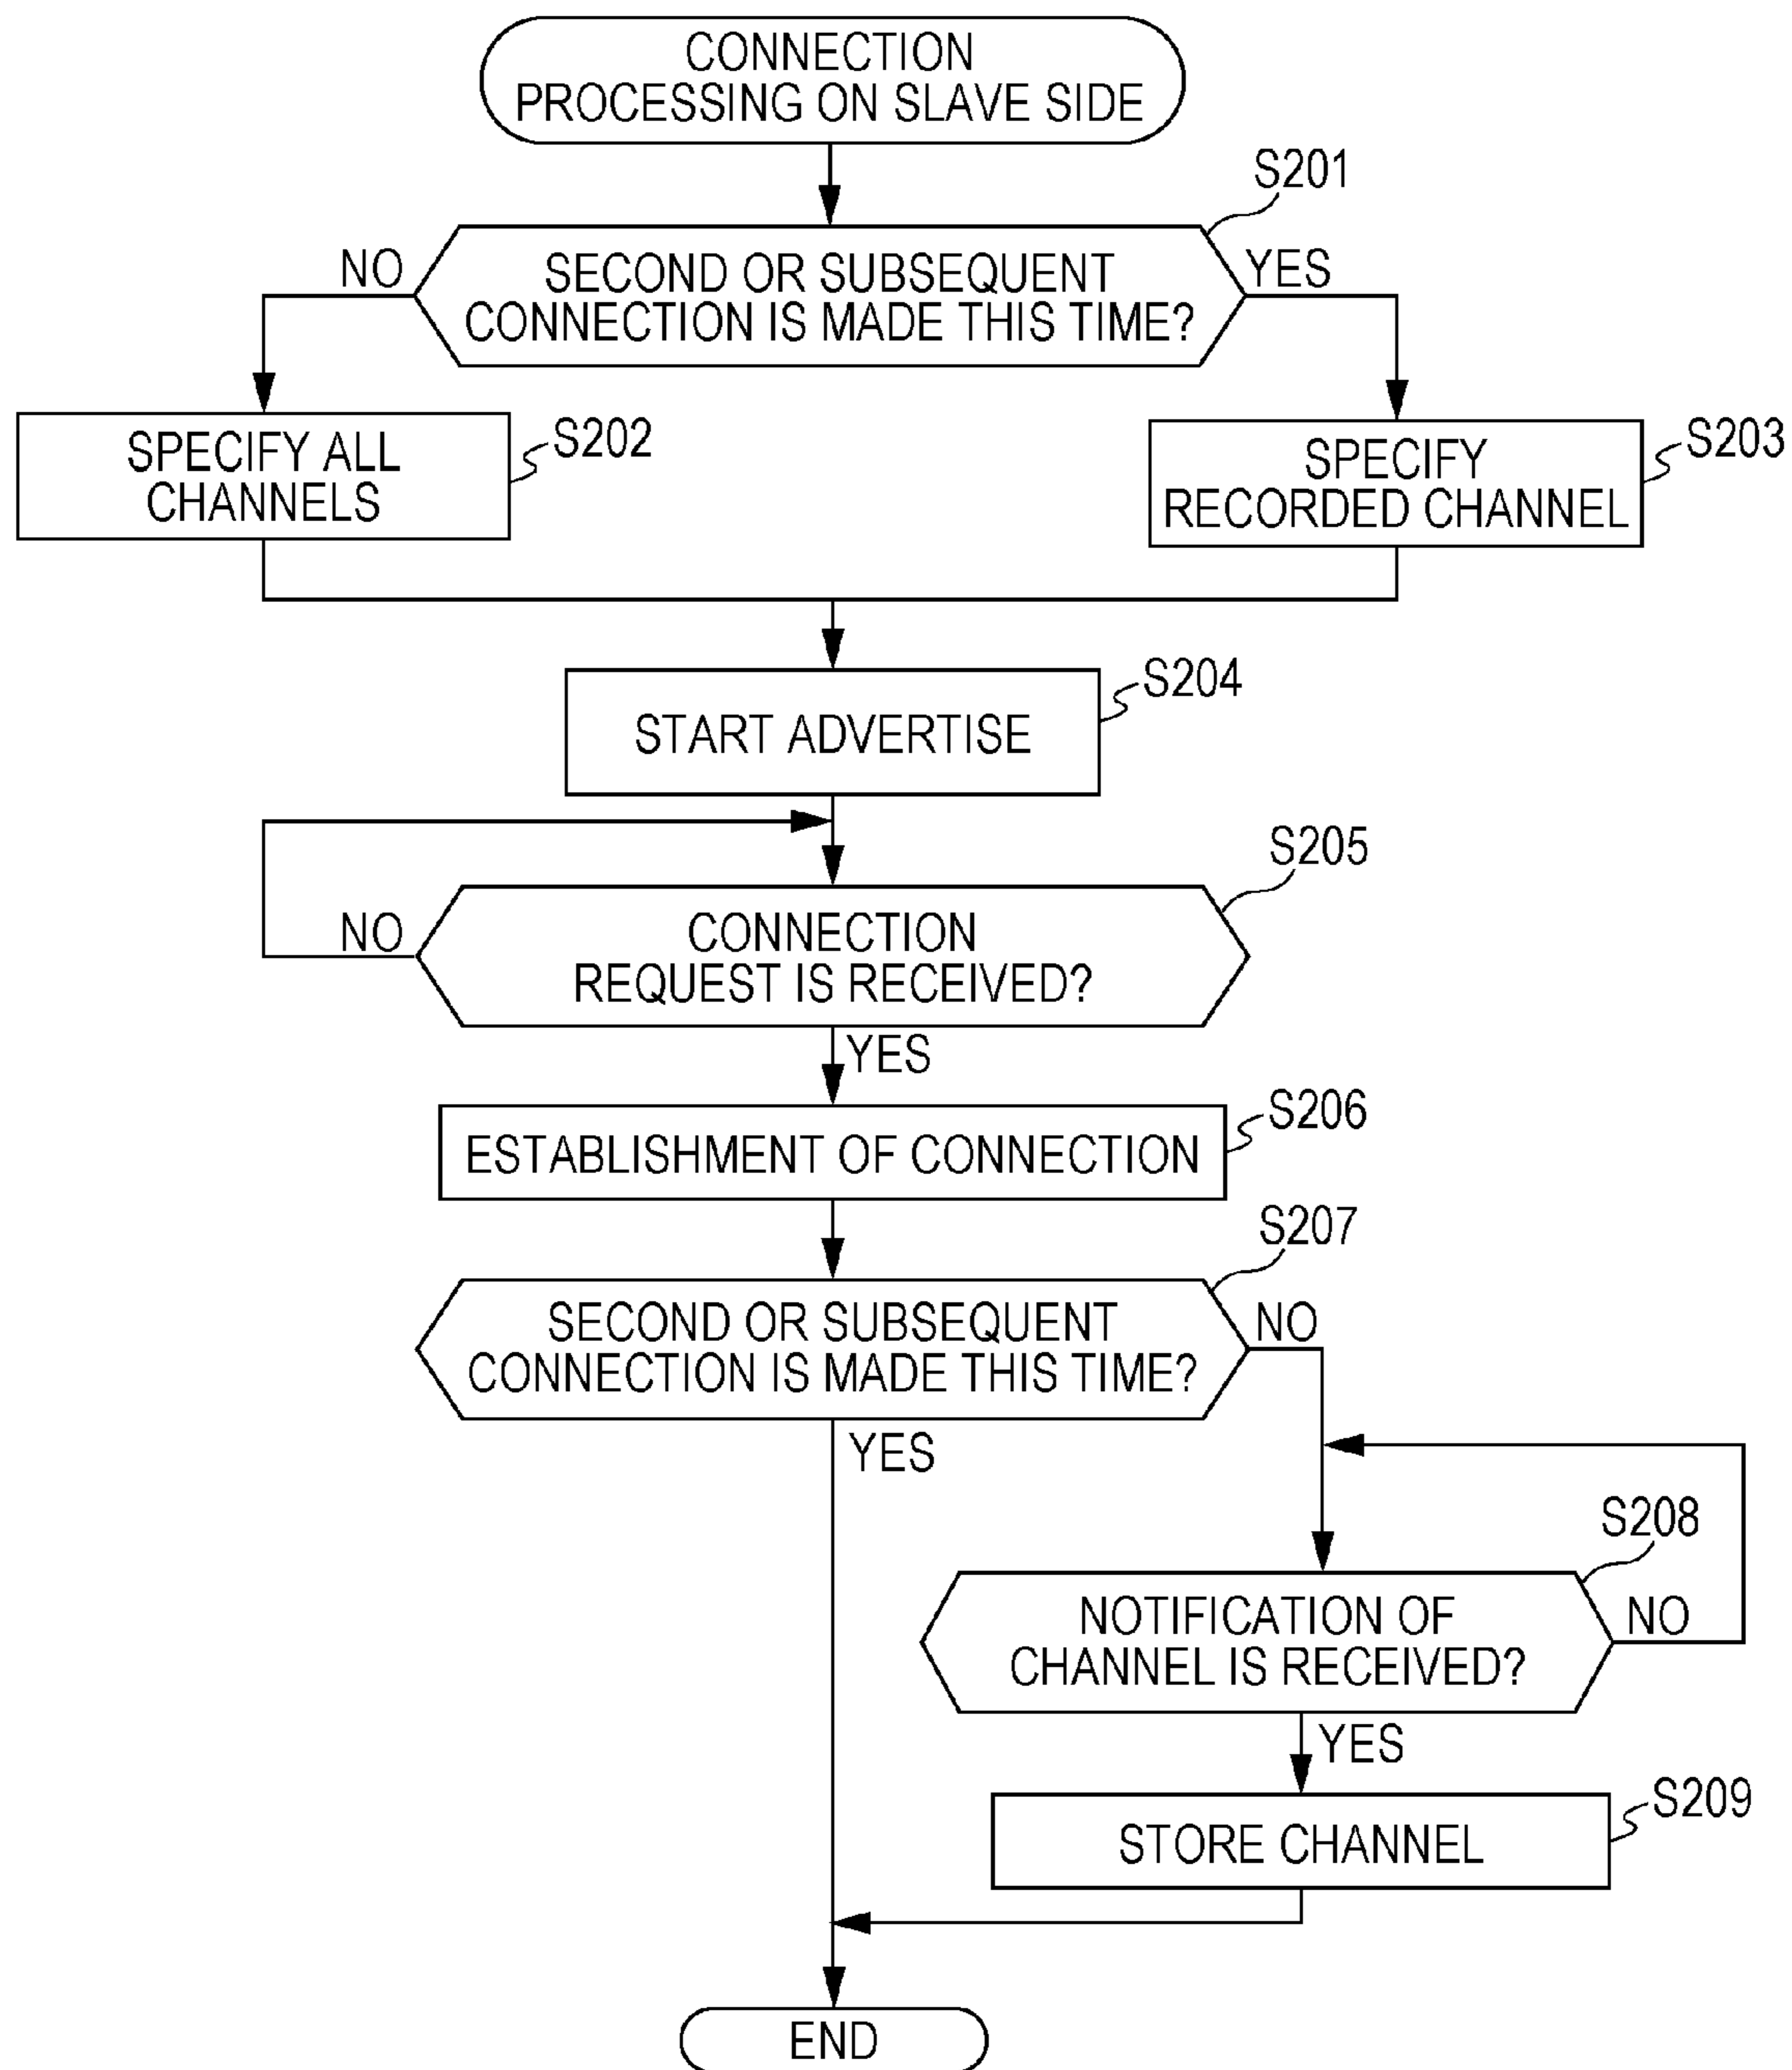 CONNECTION
PROCESSING ON SLAVE SIDE
S201
NO
SECOND OR SUBSEQUENT
CONNECTION IS MADE THIS TIME?
YES
SPECIFY ALL
CHANNELS
S202
SPECIFY
RECORDED CHANNEL
S203
START ADVERTISE
S204
S205
NO
CONNECTION
REQUEST IS RECEIVED?
YES
ESTABLISHMENT OF CONNECTION
S206
S207
SECOND OR SUBSEQUENT
CONNECTION IS MADE THIS TIME?
NO
YES
S208
NOTIFICATION OF
CHANNEL IS RECEIVED?
NO
YES
STORE CHANNEL
S209
END